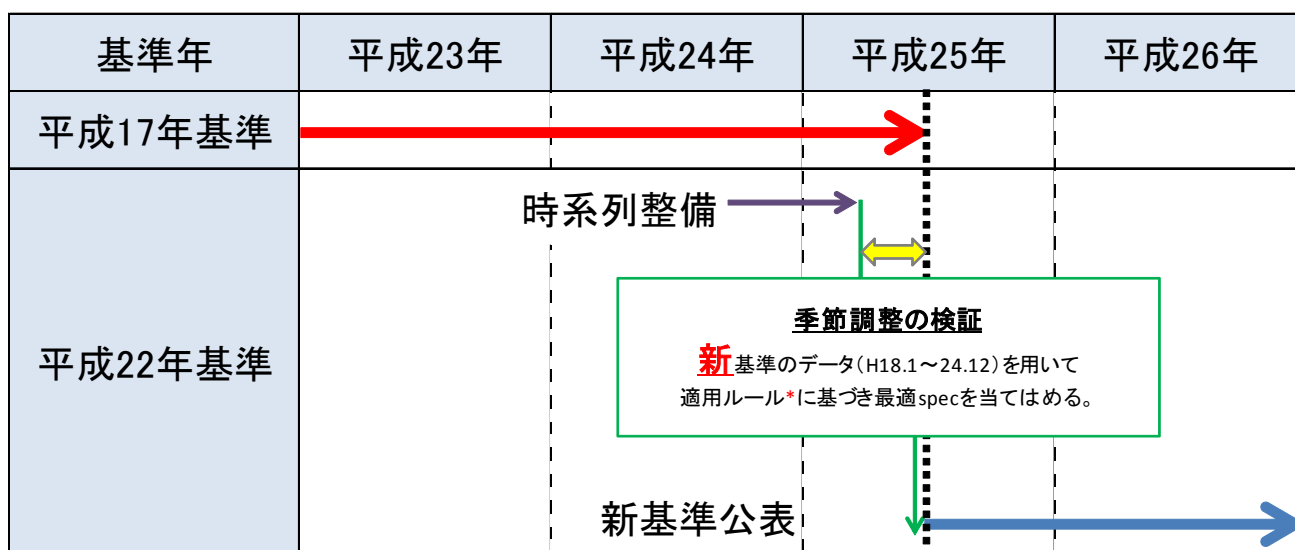 基準年 平成23年 平成24年 平成25年 平成26年
平成17年基準
平成22年基準
時系列整備
季節調整の検証
新基準のデータ(H18.1～24.12)を用いて
適用ルール*に基づき最適specを当てはめる。
新基準公表